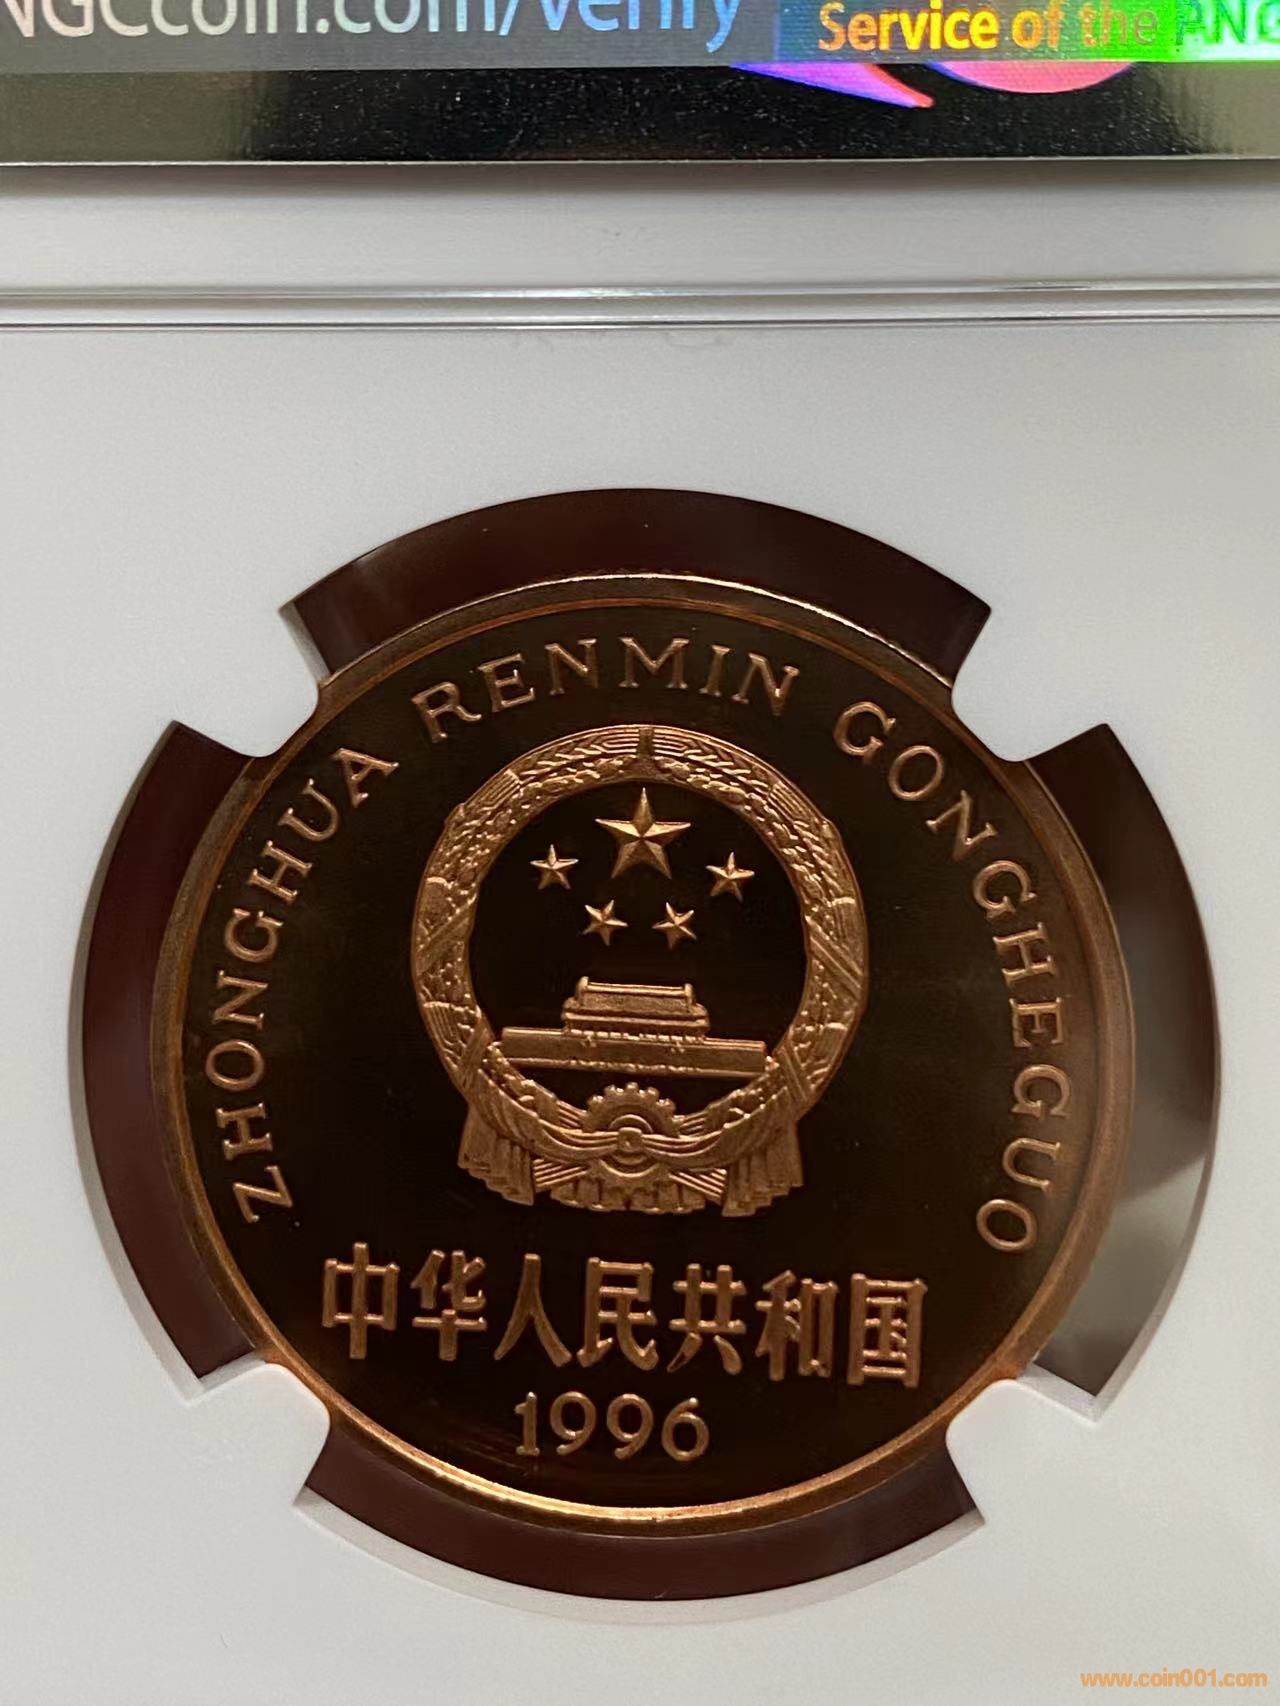 NGCcoin.com/verify
Service of the ANG
ZHONGHUA RENMIN GONGHEGUO
中华人民共和国
1996
www.coin001.com